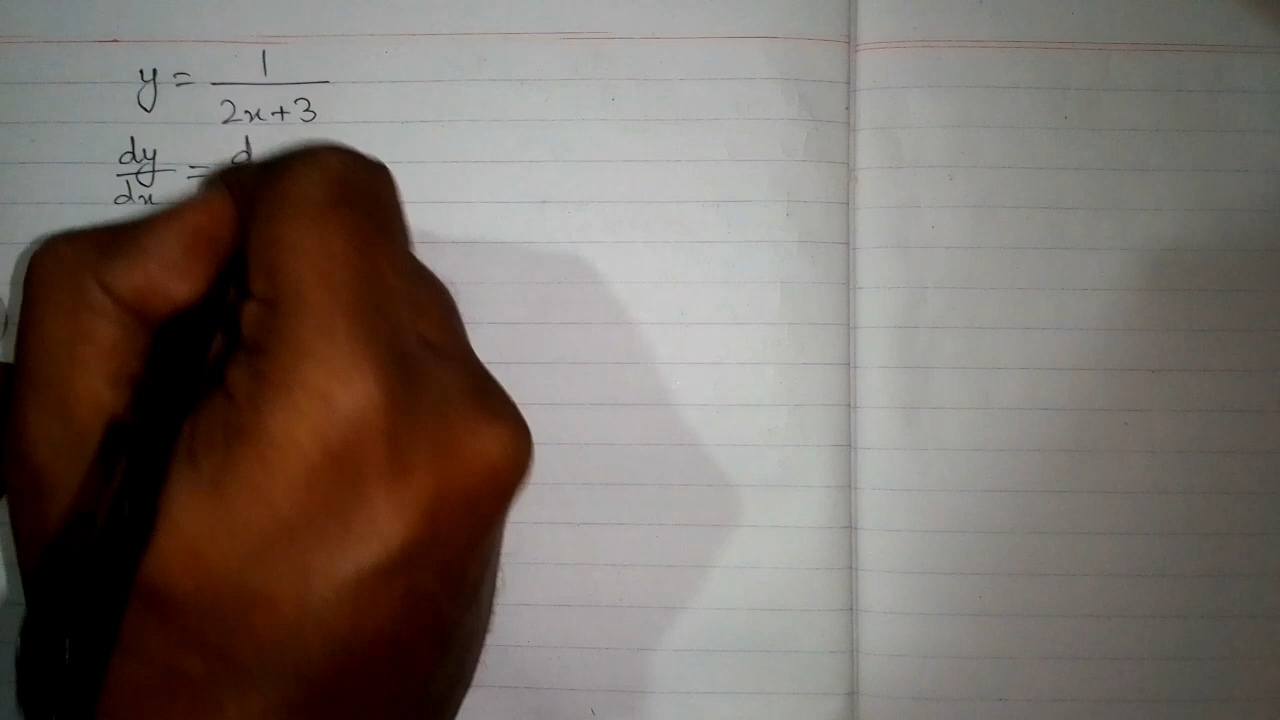 y = 1/(2x+3)
dy/dx = d